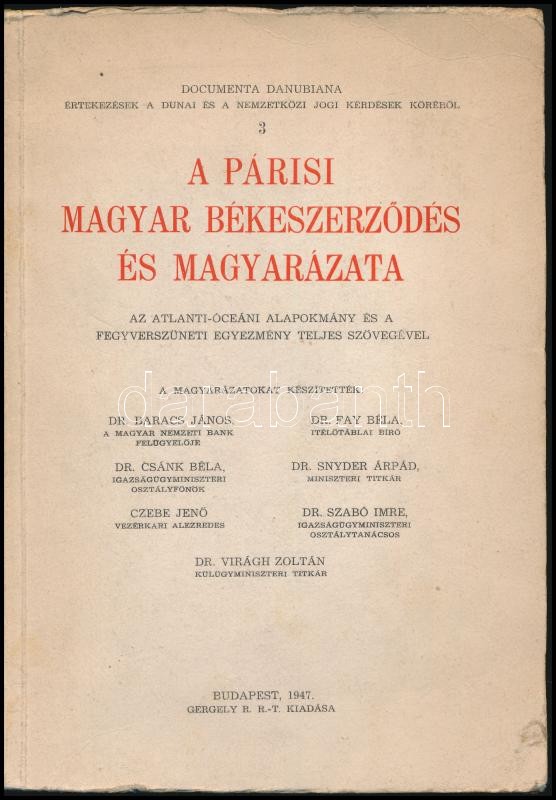 DOCUMENTA DANUBIANA
ÉRTEKEZÉSEK A DUNAI ÉS A NEMZETKÖZI JOGI KÉRDÉSEK KÖRÉBŐL
3
A PÁRISI
MAGYAR BÉKESZERZŐDÉS
ÉS MAGYARÁZATA
AZ ATLANTI-ÓCEÁNI ALAPOKMÁNY ÉS A
FEGYVERSZÜNETI EGYEZMÉNY TELJES SZÖVEGÉVEL
A MAGYARÁZATOKAT KÉSZÍTETTÉK:
darabanth
DR. BARACS JÁNOS,
A MAGYAR NEMZETI BANK
FELÜGYELŐJE
DR. FAY BÉLA,
ITÉLŐTÁBLAI BÍRÓ
DR. CSÁNK BÉLA,
IGAZSÁGÜGYMINISZTERI
OSZTÁLYFŐNÖK
DR. SNYDER ÁRPÁD,
MINISZTERI TITKÁR
CZEBE JENŐ
VEZÉRKARI ALEZREDES
DR. SZABÓ IMRE,
IGAZSÁGÜGYMINISZTERI
OSZTÁLYTANÁCSOS
DR. VIRÁGH ZOLTÁN
KÜLÜGYMINISZTERI TITKÁR
BUDAPEST, 1947.
GERGELY R. R.-T. KIADÁSA